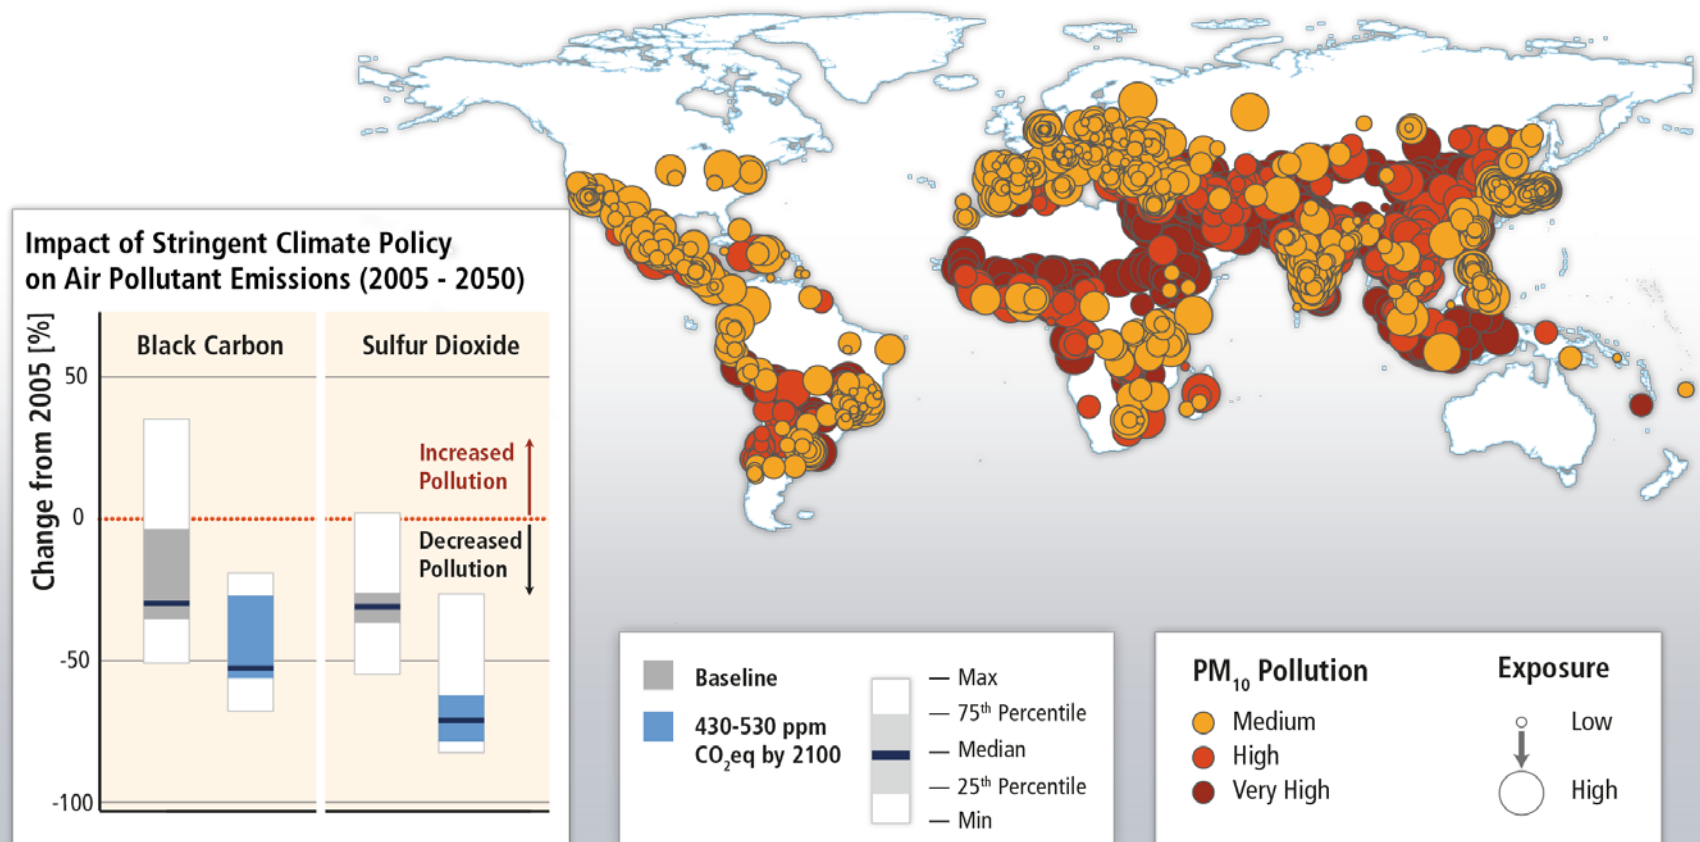 Impact of Stringent Climate Policy
on Air Pollutant Emissions (2005 - 2050)
Change from 2005 [%]
Black Carbon
Sulfur Dioxide
50
0
-50
-100
Increased
Pollution
Decreased
Pollution
Baseline
430-530 ppm
CO₂eq by 2100
Max
75th Percentile
Median
25th Percentile
Min
PM₁₀ Pollution
Medium
High
Very High
Exposure
Low
High